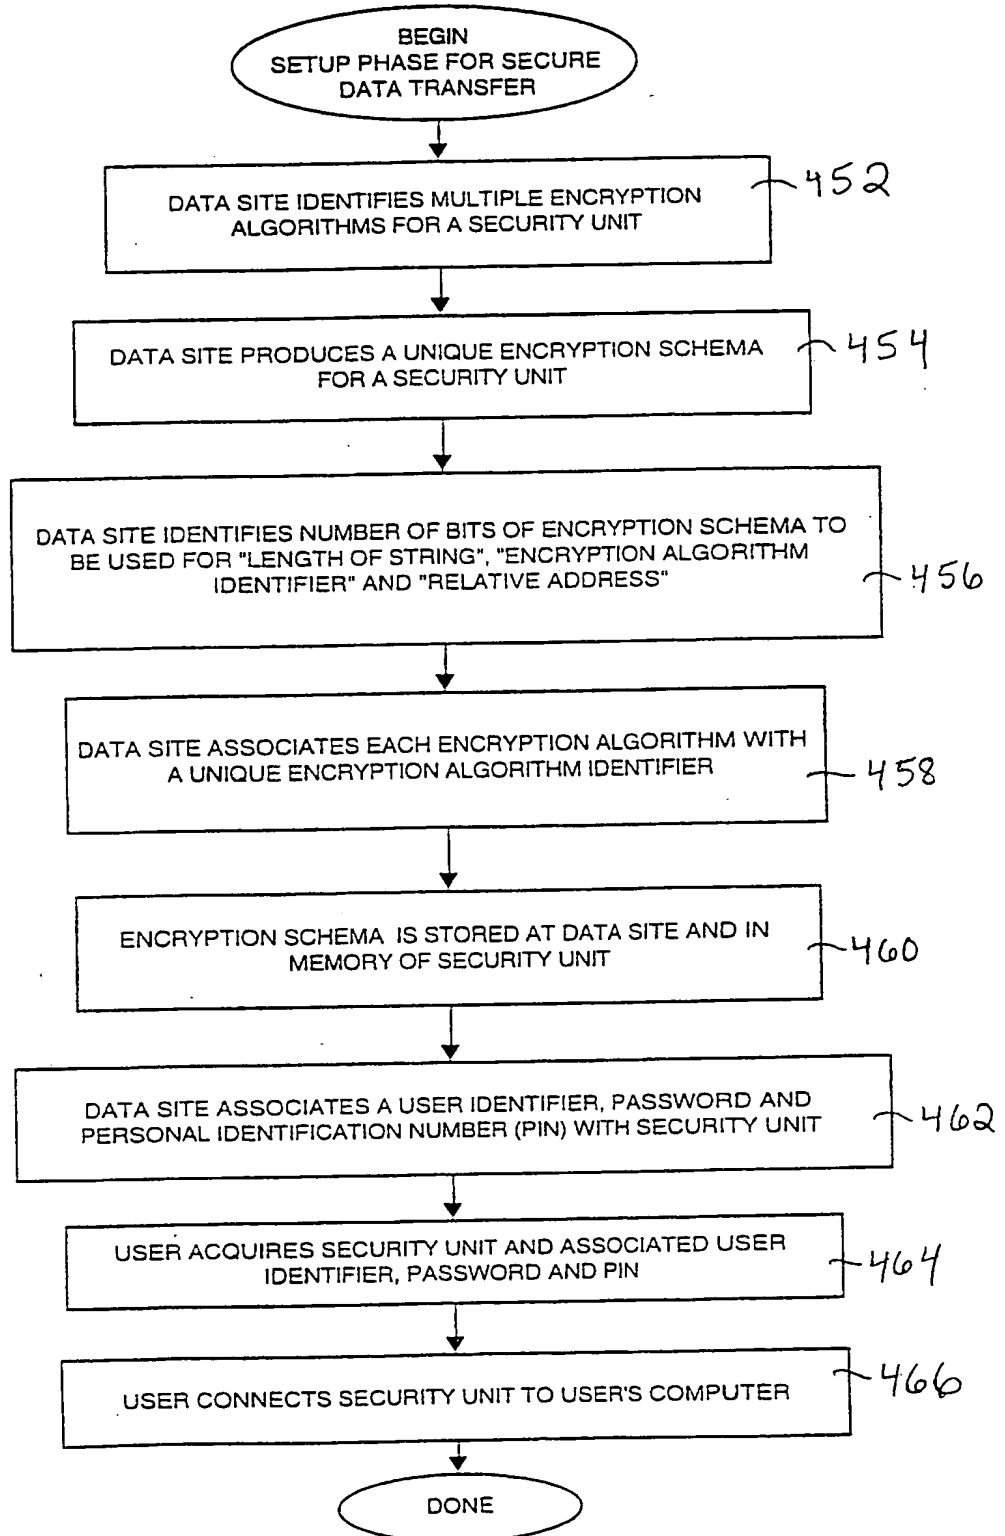 BEGIN
SETUP PHASE FOR SECURE
DATA TRANSFER
DATA SITE IDENTIFIES MULTIPLE ENCRYPTION
ALGORITHMS FOR A SECURITY UNIT
452
DATA SITE PRODUCES A UNIQUE ENCRYPTION SCHEMA
FOR A SECURITY UNIT
454
DATA SITE IDENTIFIES NUMBER OF BITS OF ENCRYPTION SCHEMA TO
BE USED FOR "LENGTH OF STRING", "ENCRYPTION ALGORITHM
IDENTIFIER" AND "RELATIVE ADDRESS"
456
DATA SITE ASSOCIATES EACH ENCRYPTION ALGORITHM WITH
A UNIQUE ENCRYPTION ALGORITHM IDENTIFIER
458
ENCRYPTION SCHEMA IS STORED AT DATA SITE AND IN
MEMORY OF SECURITY UNIT
460
DATA SITE ASSOCIATES A USER IDENTIFIER, PASSWORD AND
PERSONAL IDENTIFICATION NUMBER (PIN) WITH SECURITY UNIT
462
USER ACQUIRES SECURITY UNIT AND ASSOCIATED USER
IDENTIFIER, PASSWORD AND PIN
464
USER CONNECTS SECURITY UNIT TO USER'S COMPUTER
466
DONE